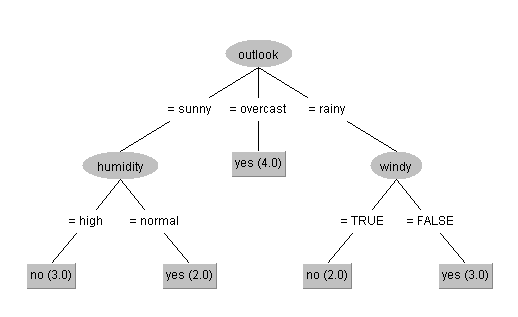 outlook
= sunny = overcast = rainy
humidity yes (4.0) windy
= high = normal = TRUE = FALSE
no (3.0) yes (2.0) no (2.0) yes (3.0)